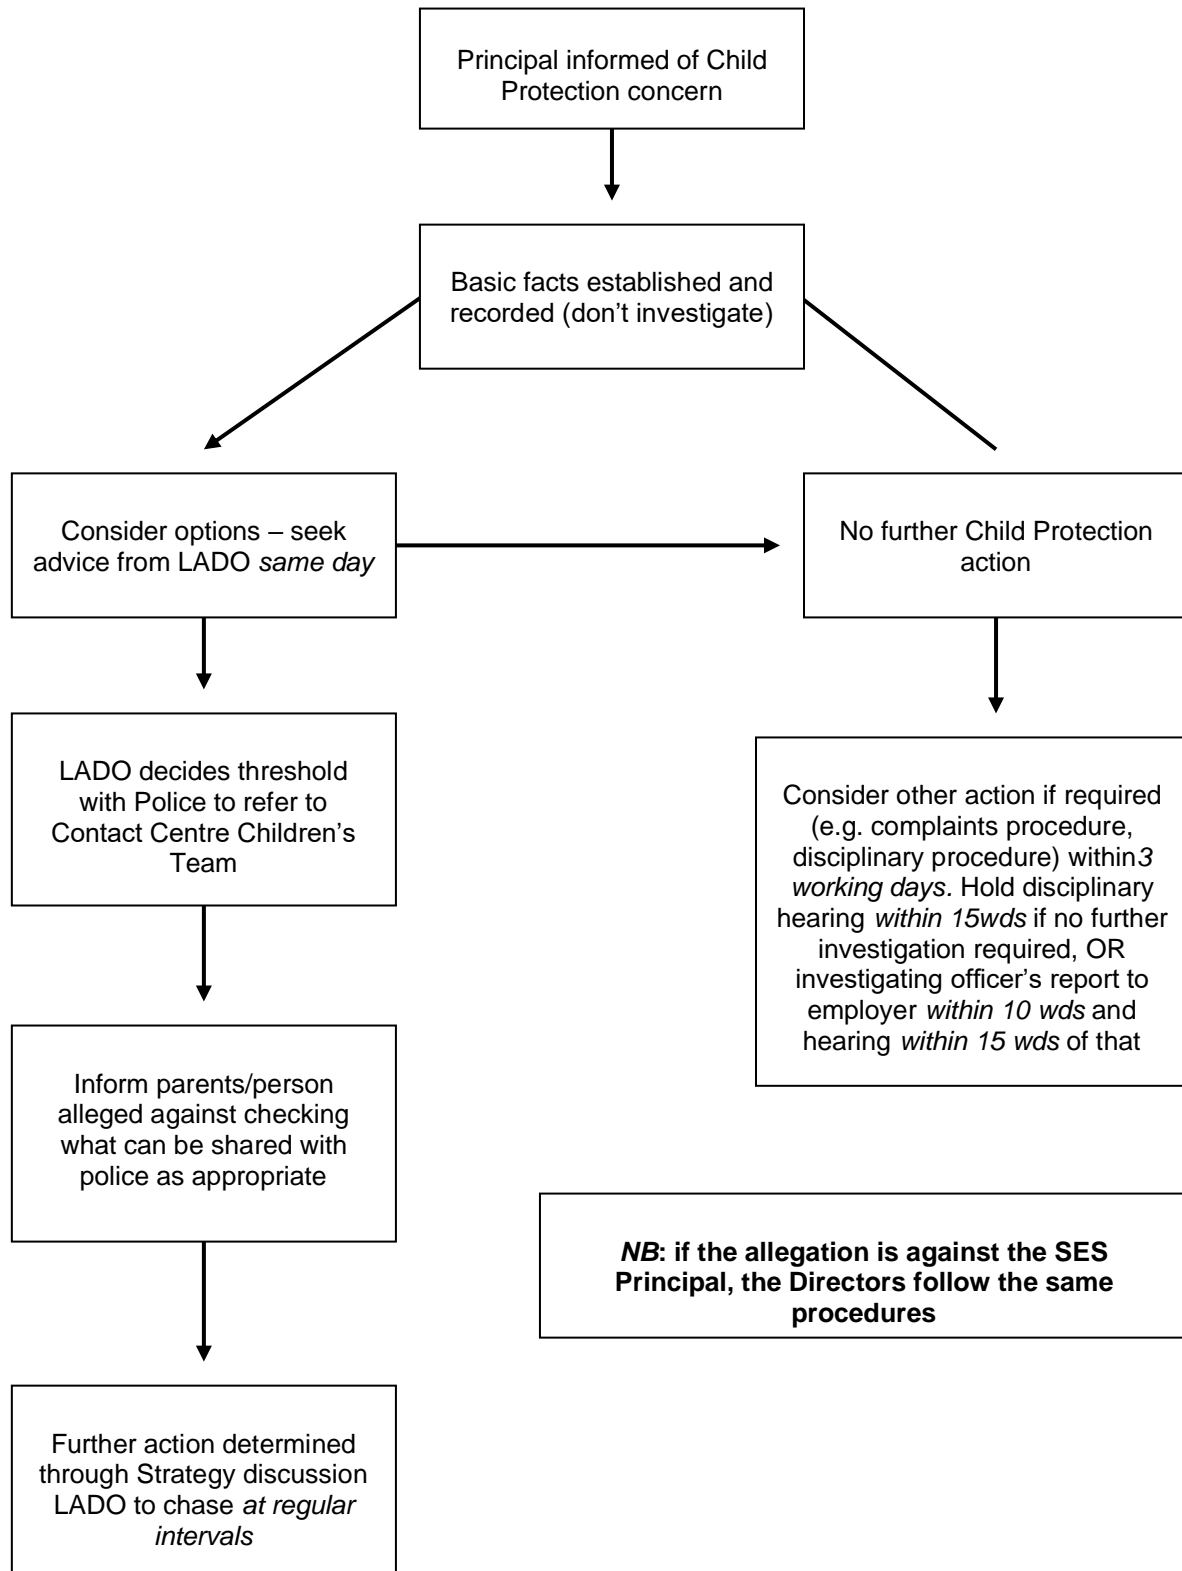 Principal informed of Child
Protection concern
Basic facts established and
recorded (don’t investigate)
Consider options – seek
advice from LADO same day
No further Child Protection
action
LADO decides threshold
with Police to refer to
Contact Centre Children’s
Team
Consider other action if required
(e.g. complaints procedure,
disciplinary procedure) within3
working days. Hold disciplinary
hearing within 15wds if no further
investigation required, OR
investigating officer’s report to
employer within 10 wds and
hearing within 15 wds of that
Inform parents/person
alleged against checking
what can be shared with
police as appropriate
NB: if the allegation is against the SES
Principal, the Directors follow the same
procedures
Further action determined
through Strategy discussion
LADO to chase at regular
intervals